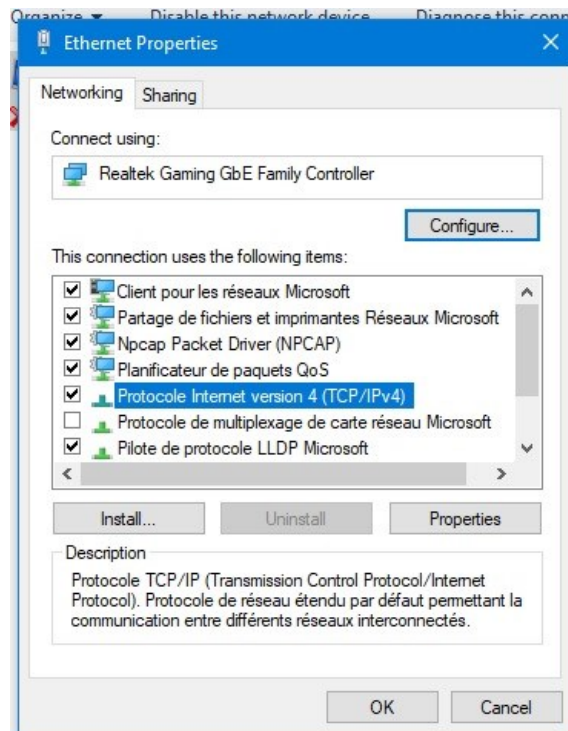 Organize Disable this network device Diagnose this conn
Ethernet Properties
Networking Sharing
Connect using:
Realtek Gaming GbE Family Controller
Configure...
This connection uses the following items:
Client pour les réseaux Microsoft
Partage de fichiers et imprimantes Réseaux Microsoft
Npcap Packet Driver (NPCAP)
Planificateur de paquets QoS
Protocole Internet version 4 (TCP/IPv4)
Protocole de multiplexage de carte réseau Microsoft
Pilote de protocole LLDP Microsoft
Install... Uninstall Properties
Description
Protocole TCP/IP (Transmission Control Protocol/Internet
Protocol). Protocole de réseau étendu par défaut permettant la
communication entre différents réseaux interconnectés.
OK Cancel